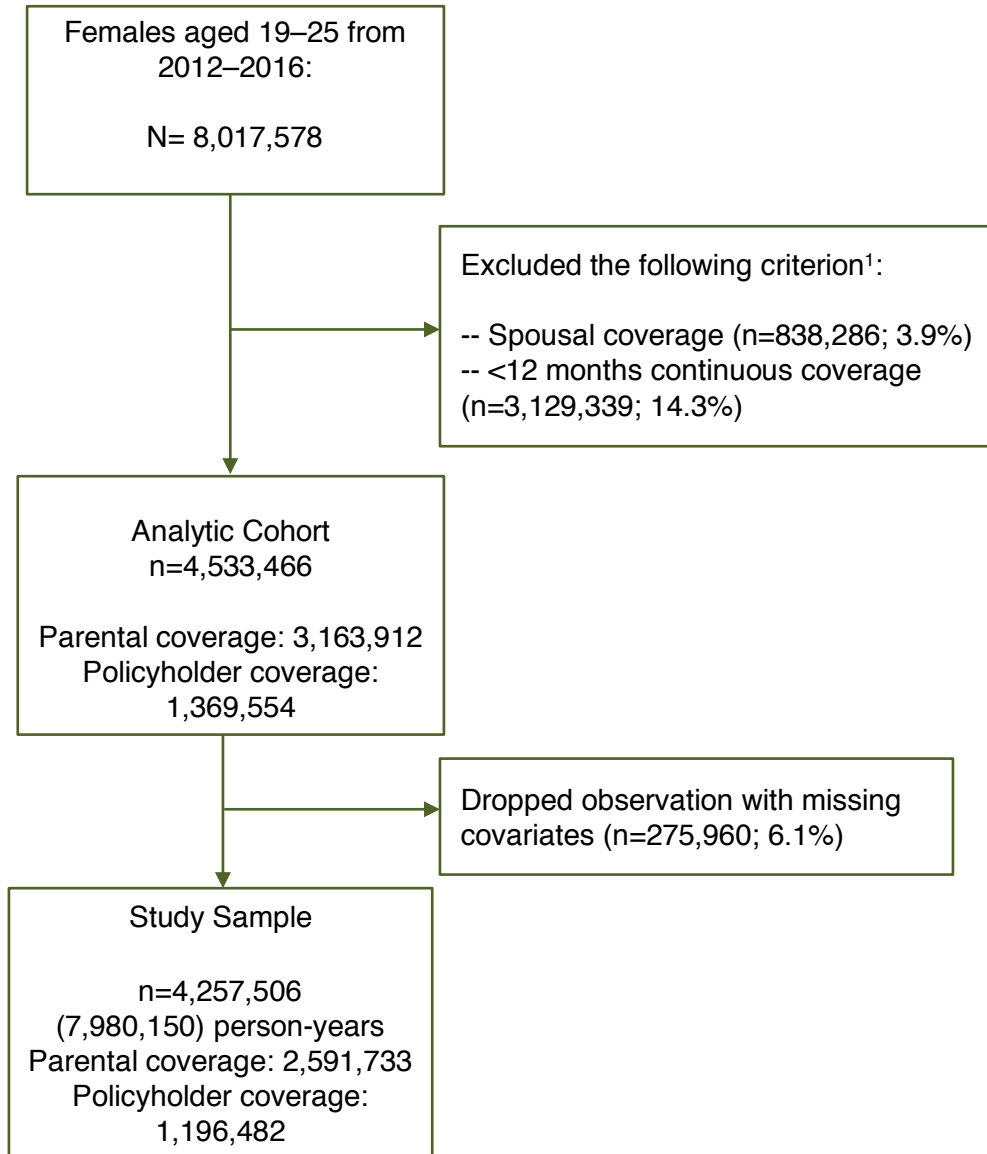 Females aged 19–25 from
2012–2016:
N= 8,017,578
Excluded the following criterion¹:
-- Spousal coverage (n=838,286; 3.9%)
-- <12 months continuous coverage
(n=3,129,339; 14.3%)
Analytic Cohort
n=4,533,466
Parental coverage: 3,163,912
Policyholder coverage:
1,369,554
Dropped observation with missing
covariates (n=275,960; 6.1%)
Study Sample
n=4,257,506
(7,980,150) person-years
Parental coverage: 2,591,733
Policyholder coverage:
1,196,482